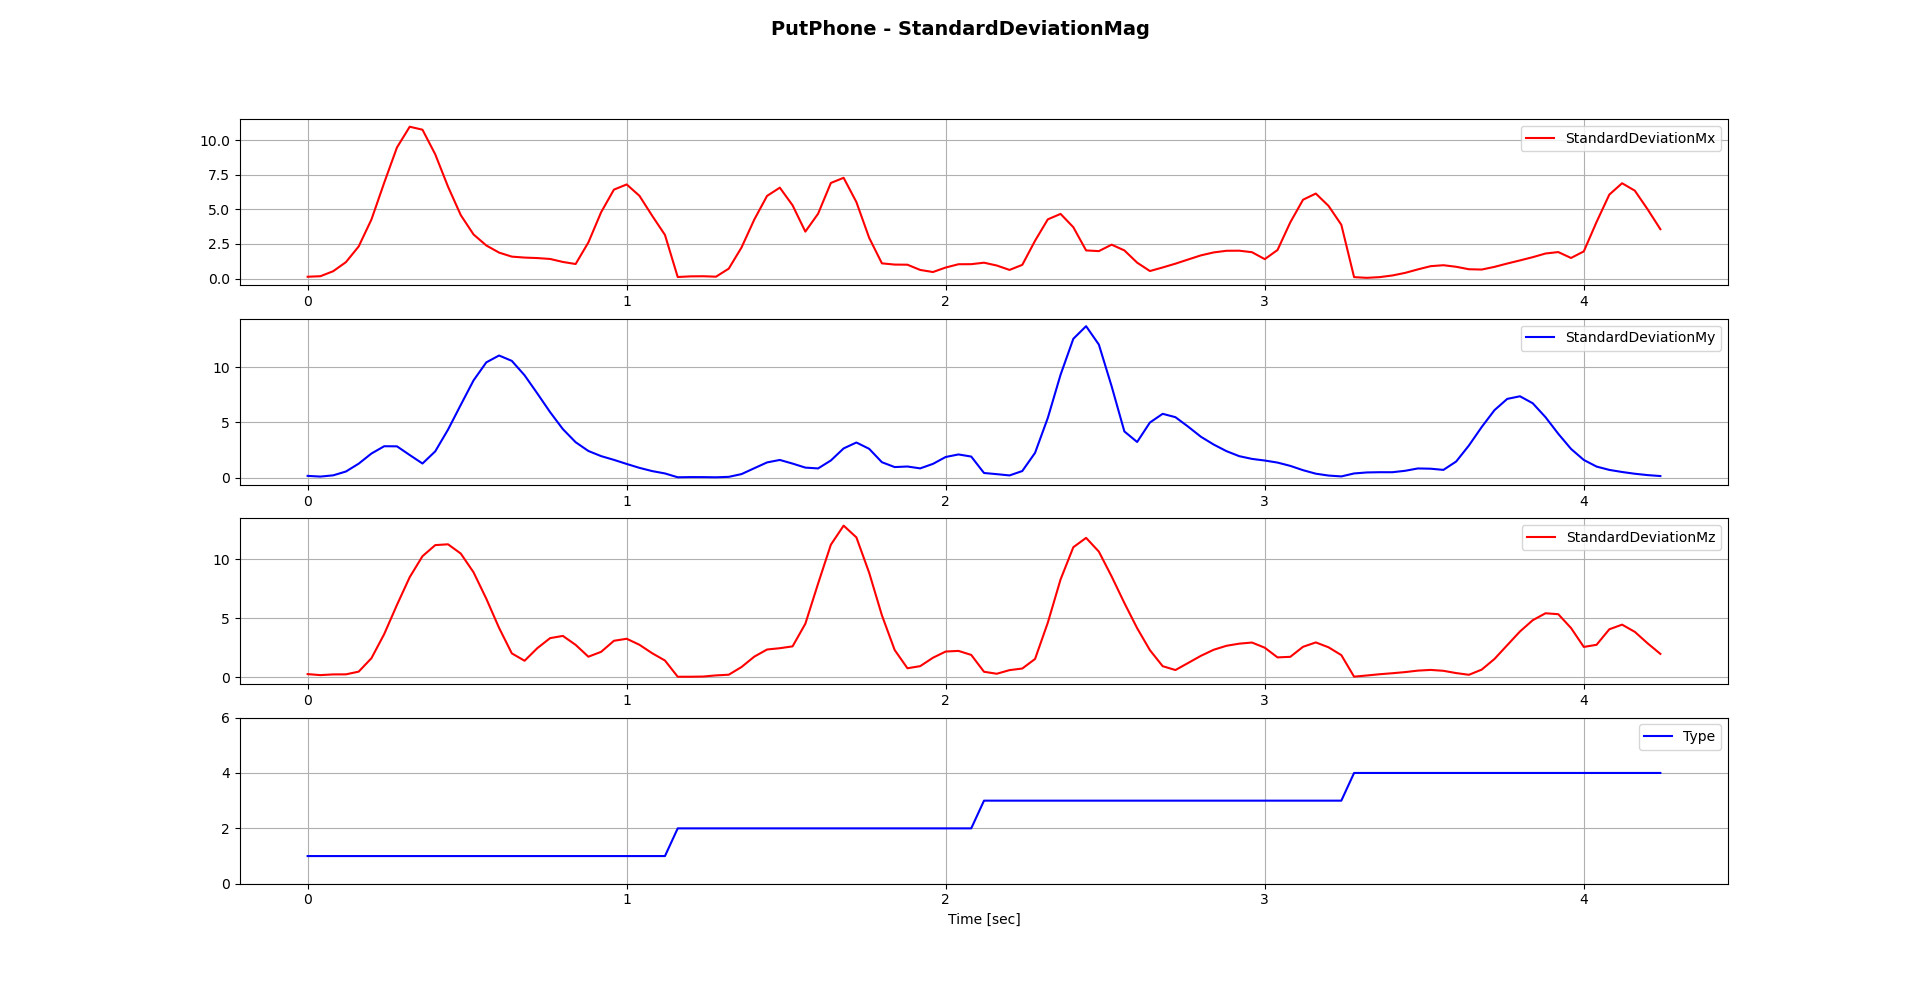 PutPhone - StandardDeviationMag
10.0
7.5
5.0
2.5
0.0
StandardDeviationMx
0 1 2 3 4
10
5
0
StandardDeviationMy
0 1 2 3 4
10
5
0
StandardDeviationMz
0 1 2 3 4
6
4
2
0
Type
0 1 2 3 4
Time [sec]